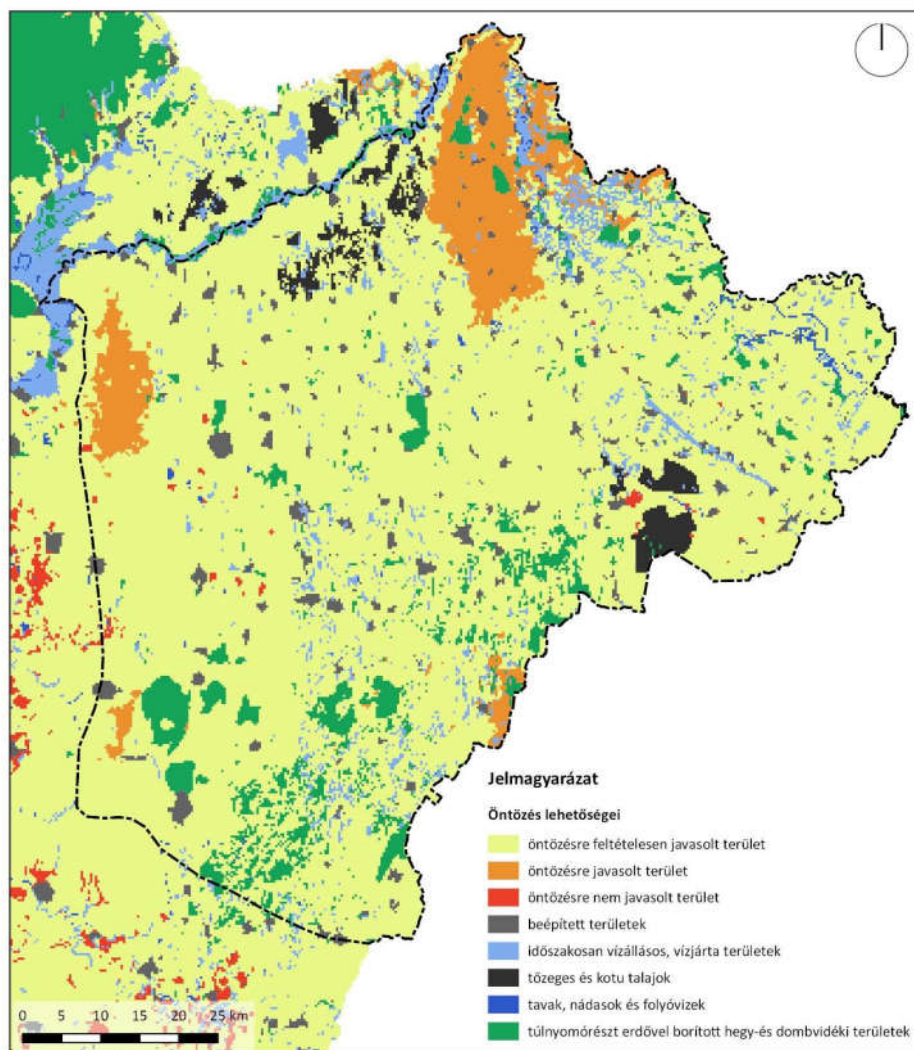 Jelmagyarázat
Öntözés lehetőségei
öntözésre feltételesen javasolt terület
öntözésre javasolt terület
öntözésre nem javasolt terület
beépített területek
időszakosan vízállásos, vízjárta területek
tőzeges és kotu talajok
tavak, nádasok és folyóvizek
túlnyomórészt erdővel borított hegy-és dombvidéki területek
0 5 10 15 20 25 km